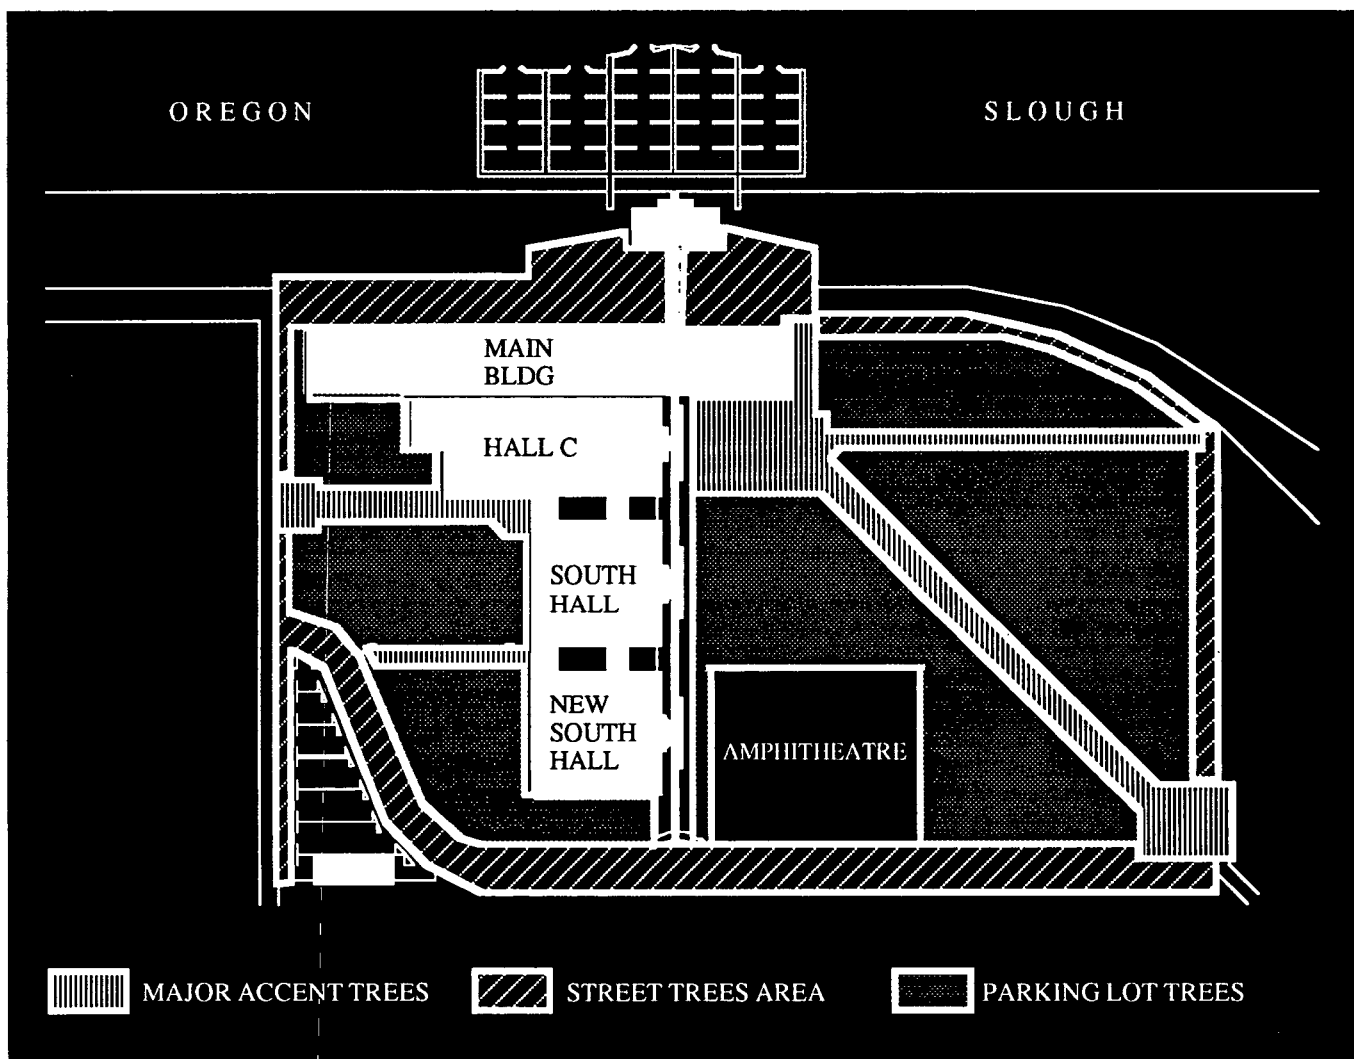 OREGON SLOUGH
MAIN
BLDG
HALL C
SOUTH
HALL
NEW
SOUTH
HALL
AMPHITHEATRE
MAJOR ACCENT TREES
STREET TREES AREA
PARKING LOT TREES